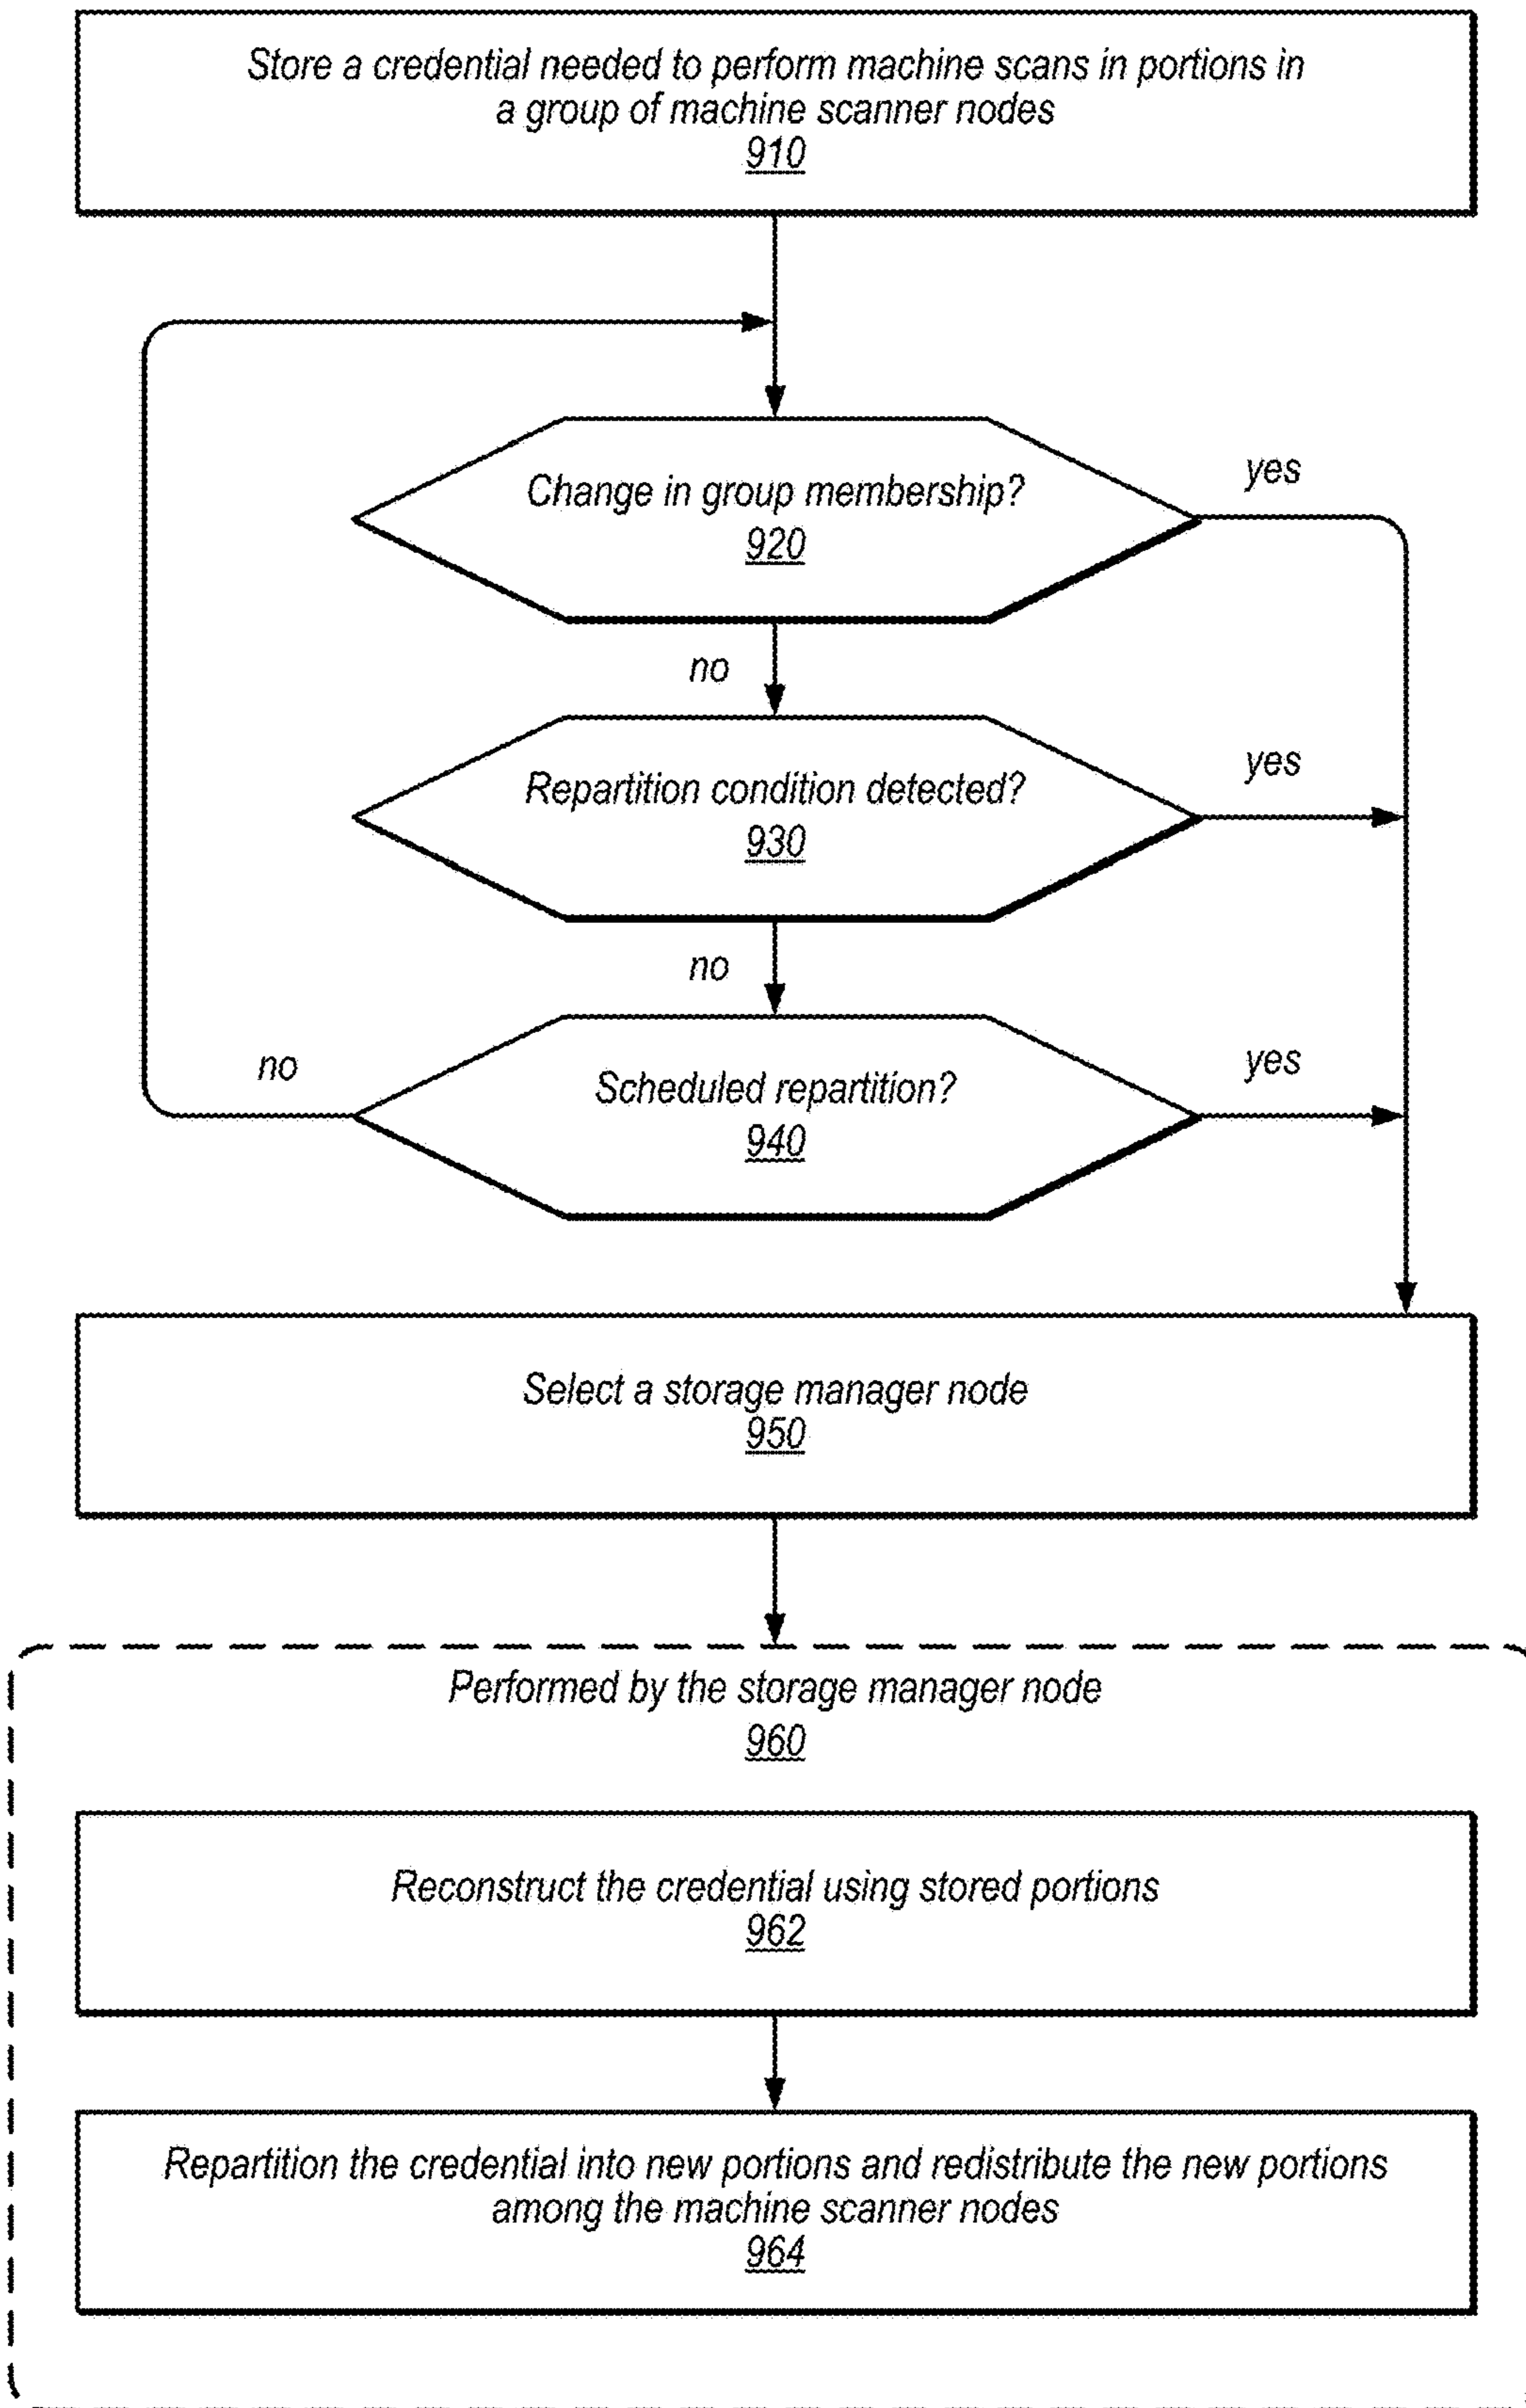 Store a credential needed to perform machine scans in portions in
a group of machine scanner nodes
910
Change in group membership?
920
yes
no
Repartition condition detected?
930
yes
no
Scheduled repartition?
940
yes
no
Select a storage manager node
950
Performed by the storage manager node
960
Reconstruct the credential using stored portions
962
Repartition the credential into new portions and redistribute the new portions
among the machine scanner nodes
964